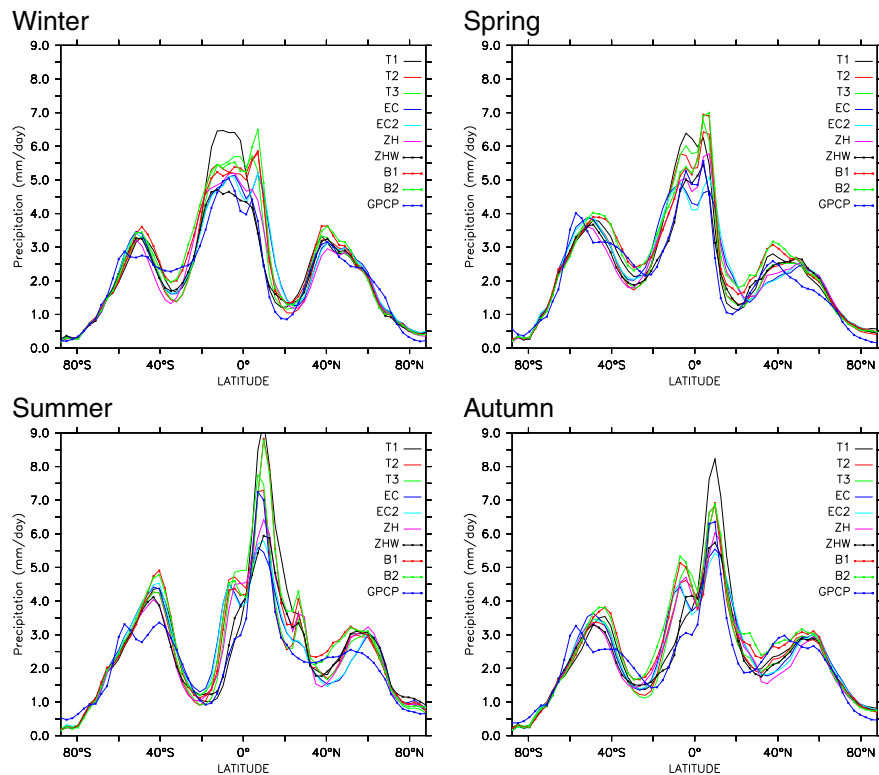 Winter
9.0
8.0
7.0
6.0
5.0
4.0
3.0
2.0
1.0
0.0
Precipitation (mm/day)
80°S 40°S 0° 40°N 80°N
LATITUDE
T1
T2
T3
EC
EC2
ZH
ZHW
B1
B2
GPCP
Spring
9.0
8.0
7.0
6.0
5.0
4.0
3.0
2.0
1.0
0.0
Precipitation (mm/day)
80°S 40°S 0° 40°N 80°N
LATITUDE
T1
T2
T3
EC
EC2
ZH
ZHW
B1
B2
GPCP
Summer
9.0
8.0
7.0
6.0
5.0
4.0
3.0
2.0
1.0
0.0
Precipitation (mm/day)
80°S 40°S 0° 40°N 80°N
LATITUDE
T1
T2
T3
EC
EC2
ZH
ZHW
B1
B2
GPCP
Autumn
9.0
8.0
7.0
6.0
5.0
4.0
3.0
2.0
1.0
0.0
Precipitation (mm/day)
80°S 40°S 0° 40°N 80°N
LATITUDE
T1
T2
T3
EC
EC2
ZH
ZHW
B1
B2
GPCP